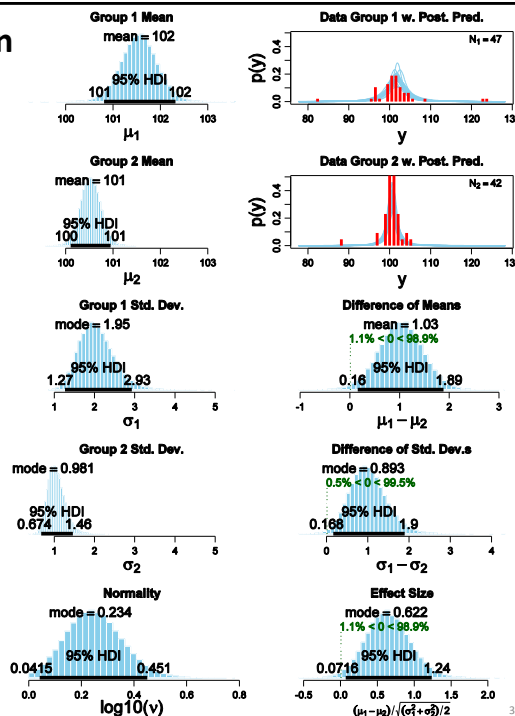 n
Group 1 Mean
mean = 102
95% HDI
101 102
100 101 102 103
μ1
Data Group 1 w. Post. Pred.
N1 = 47
p(y)
0.0 0.2 0.4
80 90 100 110 120 130
y
Group 2 Mean
mean = 101
95% HDI
100 101
100 101 102 103
μ2
Data Group 2 w. Post. Pred.
N2 = 42
p(y)
0.0 0.2 0.4
80 90 100 110 120 130
y
Group 1 Std. Dev.
mode = 1.95
95% HDI
1.27 2.93
1 2 3 4 5
σ1
Difference of Means
mean = 1.03
1.1% < 0 < 98.9%
95% HDI
0.16 1.89
-1 0 1 2 3
μ1 − μ2
Group 2 Std. Dev.
mode = 0.981
95% HDI
0.674 1.46
1 2 3 4 5
σ2
Difference of Std. Dev.s
mode = 0.893
0.5% < 0 < 99.5%
95% HDI
0.168 1.9
0 1 2 3 4
σ1 − σ2
Normality
mode = 0.234
95% HDI
0.0415 0.451
0.0 0.2 0.4 0.6 0.8
log10(ν)
Effect Size
mode = 0.622
1.1% < 0 < 98.9%
95% HDI
0.0716 1.24
-0.5 0.0 0.5 1.0 1.5 2.0
(μ1 − μ2)/√(σ1² + σ2²)/2
3